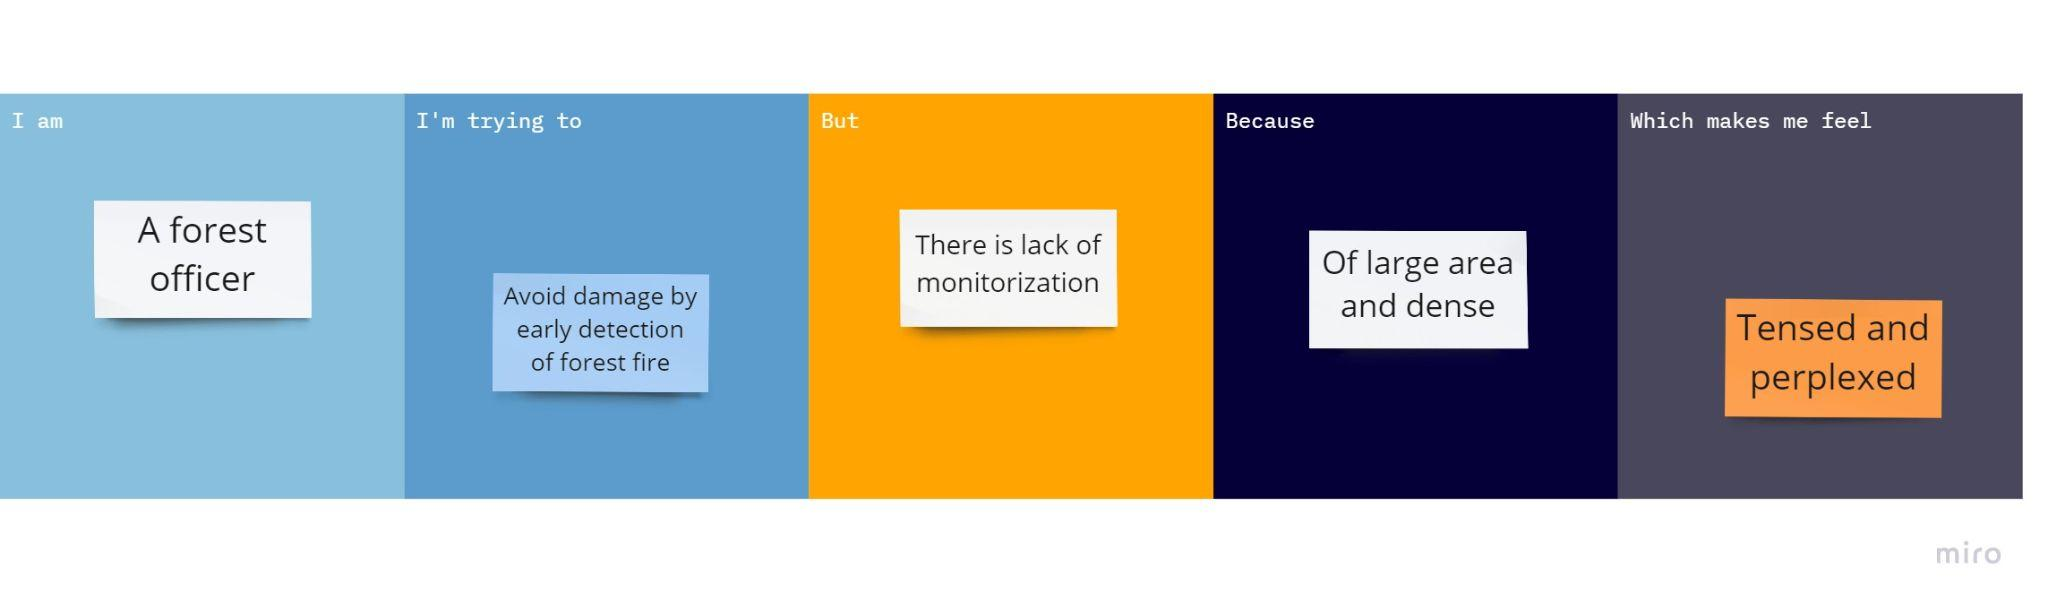 I am
A forest
officer
I'm trying to
Avoid damage by
early detection
of forest fire
But
There is lack of
monitorization
Because
Of large area
and dense
Which makes me feel
Tensed and
perplexed
miro